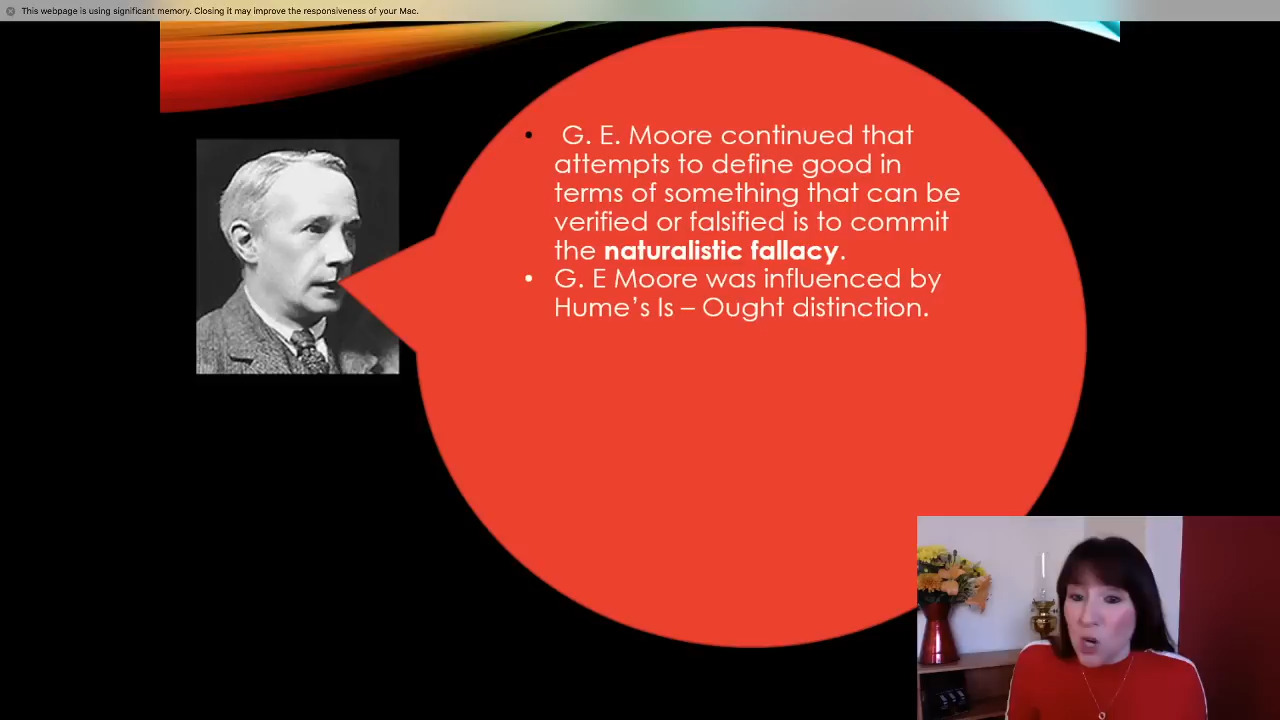 This webpage is using significant memory. Closing it may improve the responsiveness of your Mac.
• G. E. Moore continued that
attempts to define good in
terms of something that can be
verified or falsified is to commit
the naturalistic fallacy.
• G. E Moore was influenced by
Hume’s Is – Ought distinction.